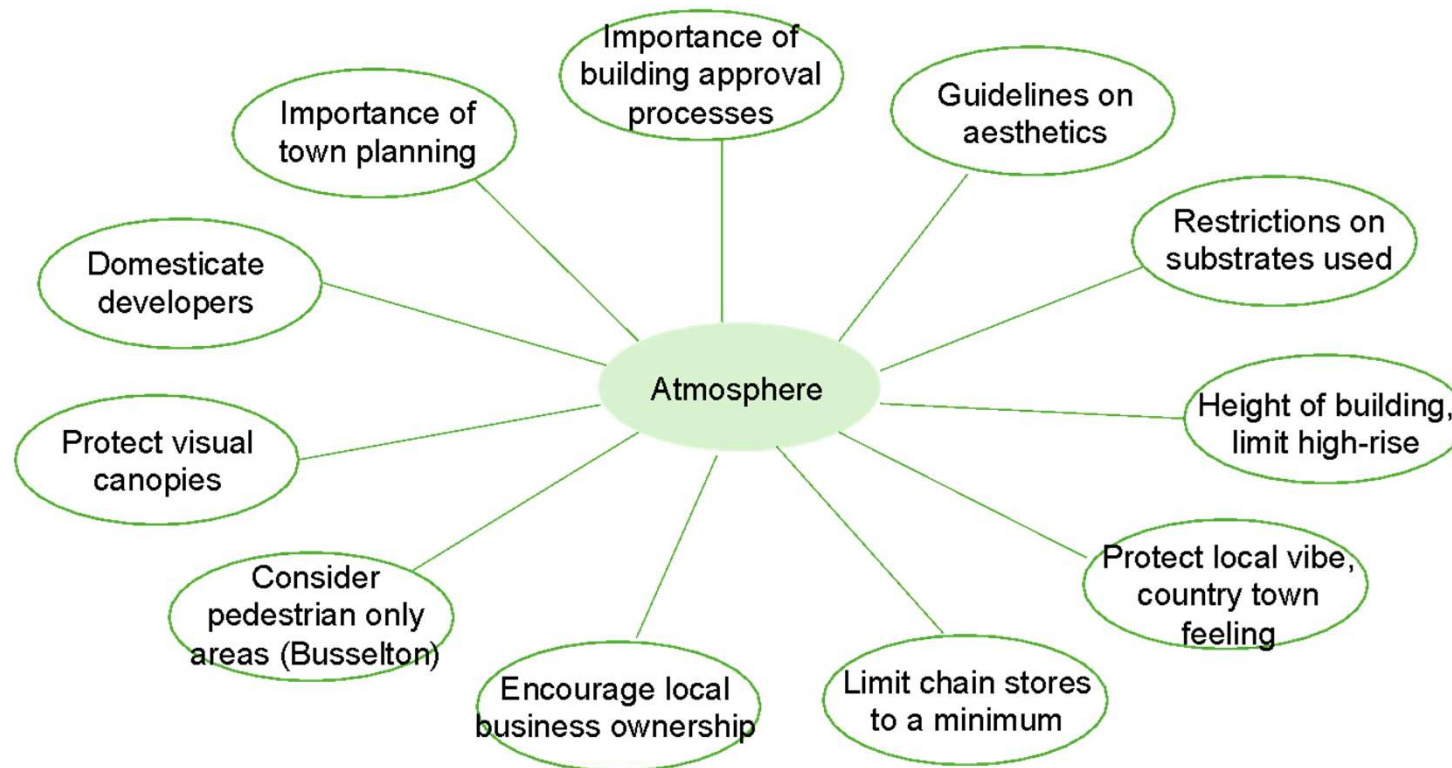 Importance of
building approval
processes
Guidelines on
aesthetics
Restrictions on
substrates used
Height of building,
limit high-rise
Protect local vibe,
country town
feeling
Limit chain stores
to a minimum
Encourage local
business ownership
Consider
pedestrian only
areas (Busselton)
Protect visual
canopies
Domesticate
developers
Importance of
town planning
Atmosphere